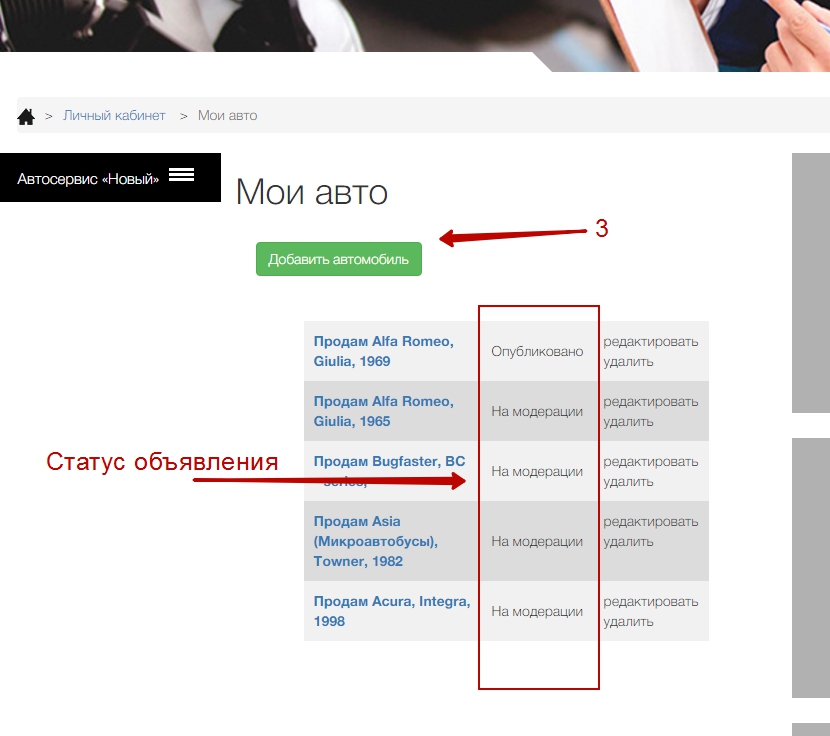 > Личный кабинет > Мои авто
Автосервис «Новый»
Мои авто
3
Добавить автомобиль
Продам Alfa Romeo, Giulia, 1969
Опубликовано
редактировать
удалить
Продам Alfa Romeo, Giulia, 1965
На модерации
редактировать
удалить
Статус объявления
Продам Bugfaster, BC
- series,
На модерации
редактировать
удалить
Продам Asia
(Микроавтобусы),
Towner, 1982
На модерации
редактировать
удалить
Продам Acura, Integra,
1998
На модерации
редактировать
удалить